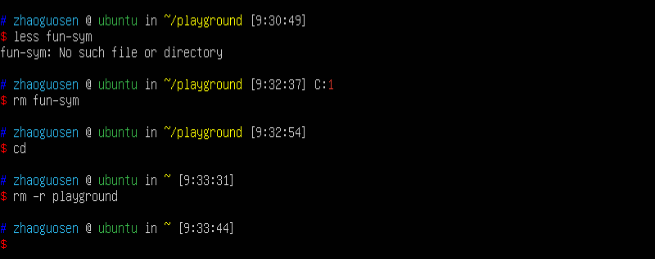 # zhaoguosen @ ubuntu in ~/playground [9:30:49]
$ less fun-sym
fun-sym: No such file or directory
# zhaoguosen @ ubuntu in ~/playground [9:32:37] C:1
$ rm fun-sym
# zhaoguosen @ ubuntu in ~/playground [9:32:54]
$ cd
# zhaoguosen @ ubuntu in ~ [9:33:31]
$ rm -r playground
# zhaoguosen @ ubuntu in ~ [9:33:44]
$